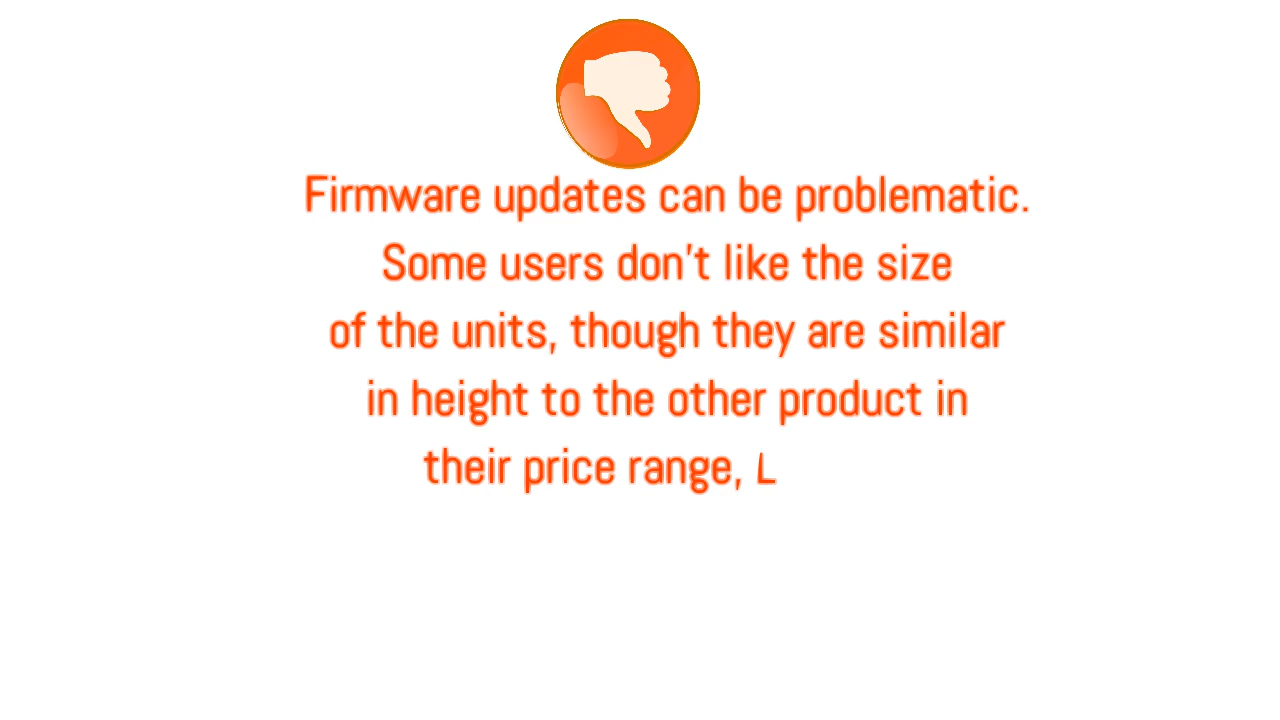 Firmware updates can be problematic.
Some users don't like the size
of the units, though they are similar
in height to the other product in
their price range,